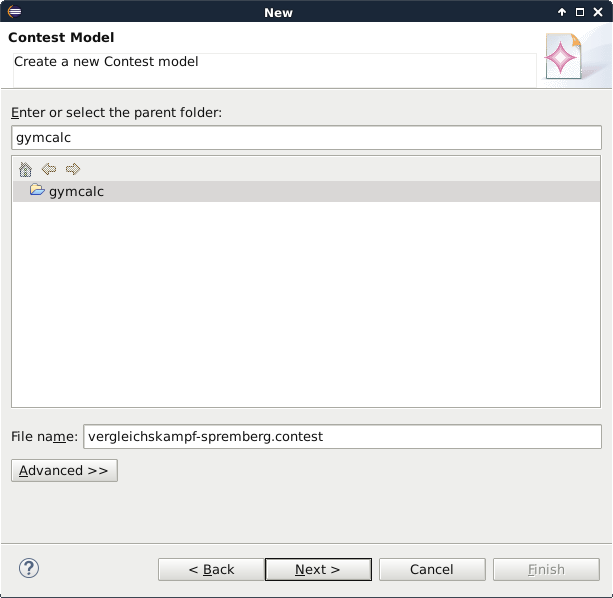 New
Contest Model
Create a new Contest model
Enter or select the parent folder:
gymcalc
gymcalc
File name: vergleichskampf-spremberg.contest
Advanced >>
? < Back Next > Cancel Finish